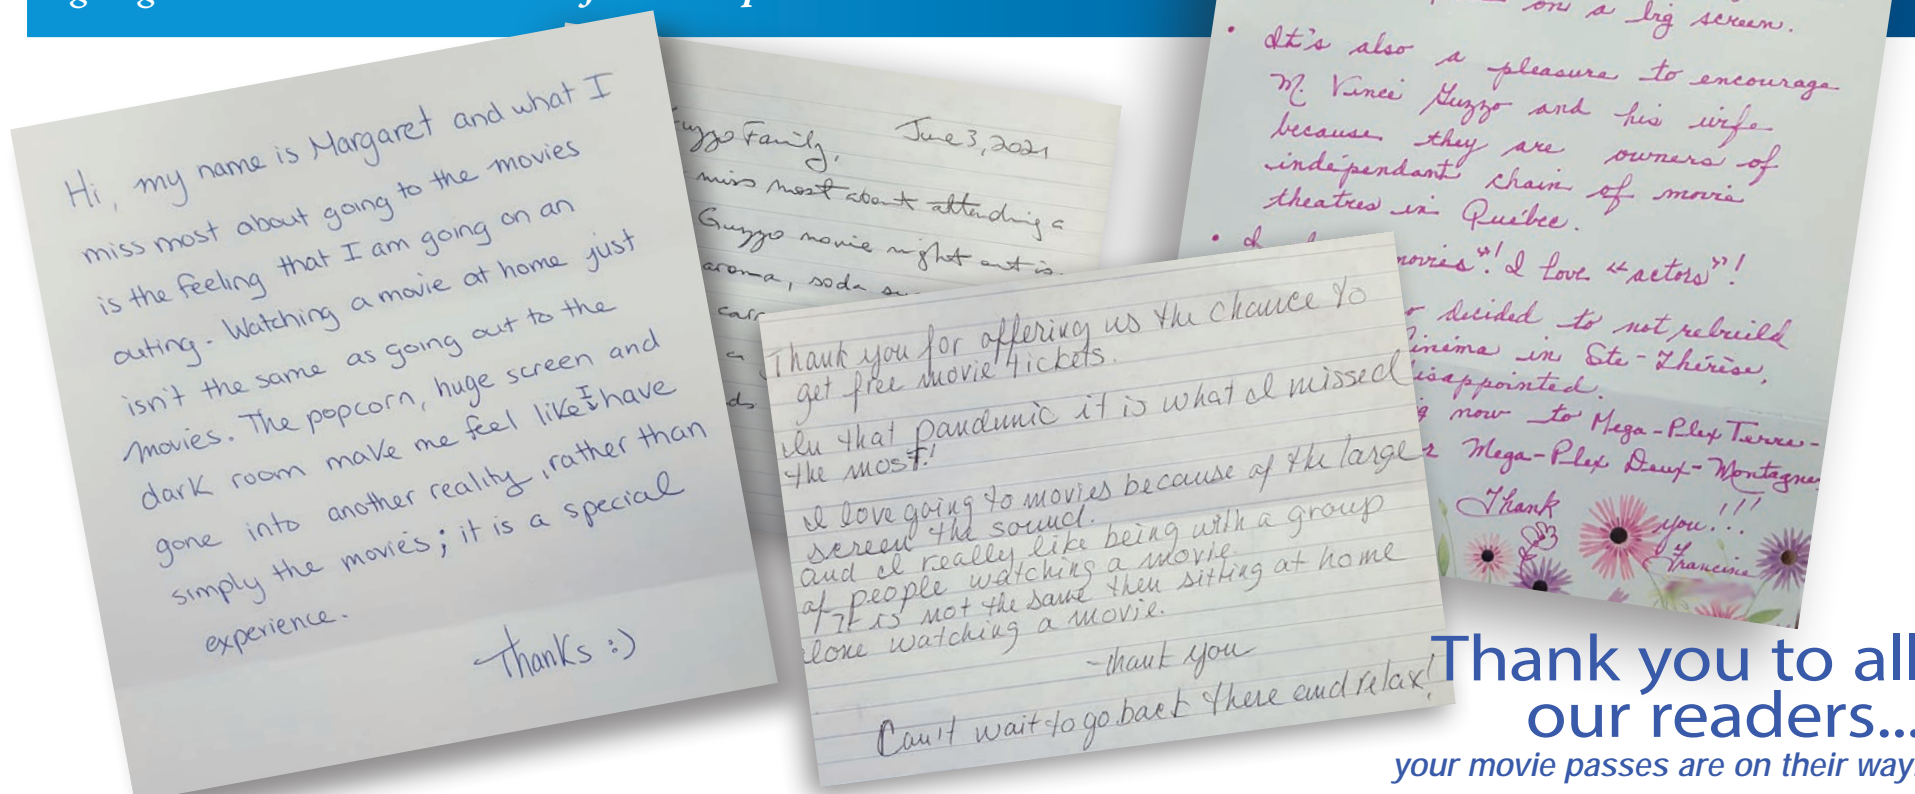 Hi, my name is Margaret and what I
miss most about going to the movies
is the feeling that I am going on an
outing. Watching a movie at home just
isn't the same as going out to the
movies. The popcorn, huge screen and
dark room make me feel like I have
gone into another reality, rather than
simply the movies; it is a special
experience.
Thanks :)
Family,
June 3, 2021
miss most about attending a
Guzzo movie night out is
aroma, soda
Thank you for offering us the chance to
get free movie tickets.
In that pandunic it is what I missed
the most!
I love going to movies because of the large
screen the sound.
and I really like being with a group
of people watching a movie.
It is not the same then sitting at home
lone watching a movie.
-thank you
Can't wait to go back there and relax!
on a big screen.
• It's also a pleasure to encourage
M. Vince Guzzo and his wife
because they are owners of
indépendant chain of movie
theatres in Québec.
• movies"! I love "actors"!
decided to not rebuild
in Ste-Thérèse,
now to Mega-Plex Terre-
Mega-Plex Deux-Montagnes
!!!
Thank
you...
Francine
Thank you to all
our readers...
your movie passes are on their way.